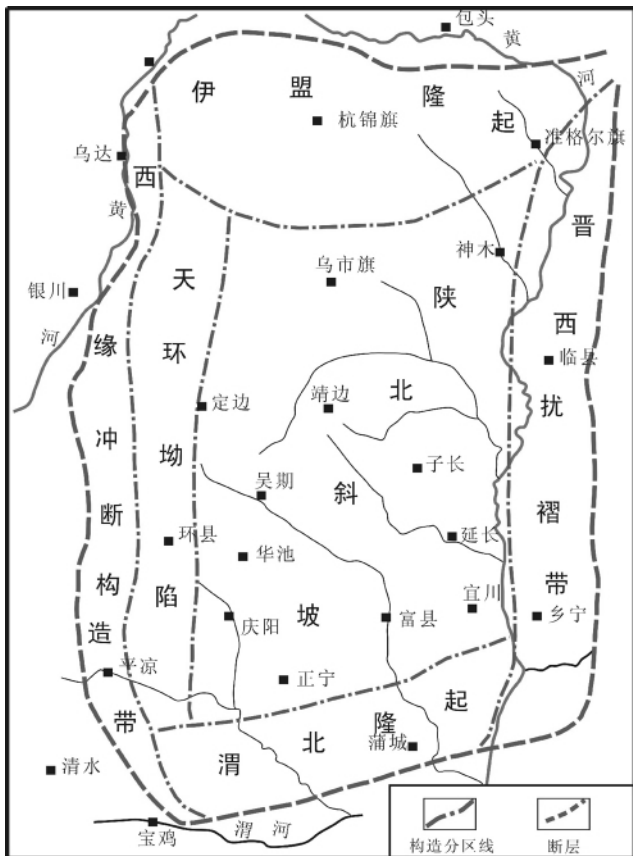 包头
黄
河
伊盟隆起
杭锦旗
准格尔旗
乌达
黄
河
银川
西缘冲断构造带
天环坳陷
乌市旗
神木
陕北斜坡
晋西扰褶带
临县
定边
靖边
子长
吴期
延长
环县
华池
宜川
庆阳
富县
乡宁
平凉
正宁
渭北隆起
蒲城
清水
宝鸡
渭河
构造分区线
断层